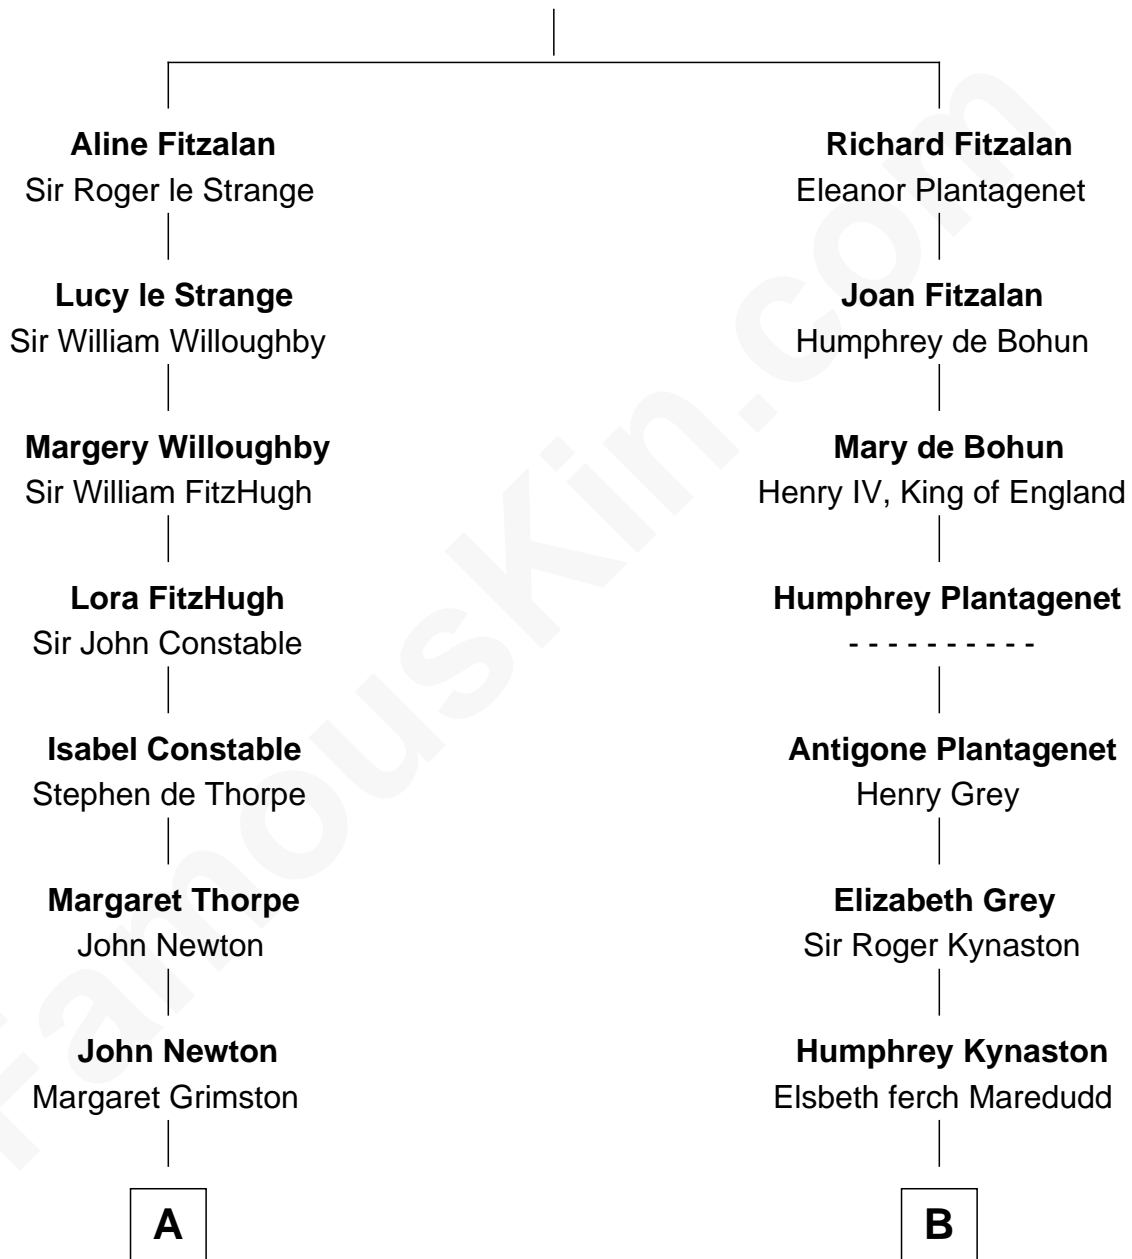 Aline Fitzalan
Sir Roger le Strange
Lucy le Strange
Sir William Willoughby
Margery Willoughby
Sir William FitzHugh
Lora FitzHugh
Sir John Constable
Isabel Constable
Stephen de Thorpe
Margaret Thorpe
John Newton
John Newton
Margaret Grimston
A
Richard Fitzalan
Eleanor Plantagenet
Joan Fitzalan
Humphrey de Bohun
Mary de Bohun
Henry IV, King of England
Humphrey Plantagenet
- - - - - - - - - -
Antigone Plantagenet
Henry Grey
Elizabeth Grey
Sir Roger Kynaston
Humphrey Kynaston
Elsbeth ferch Maredudd
B
FamousKin.com